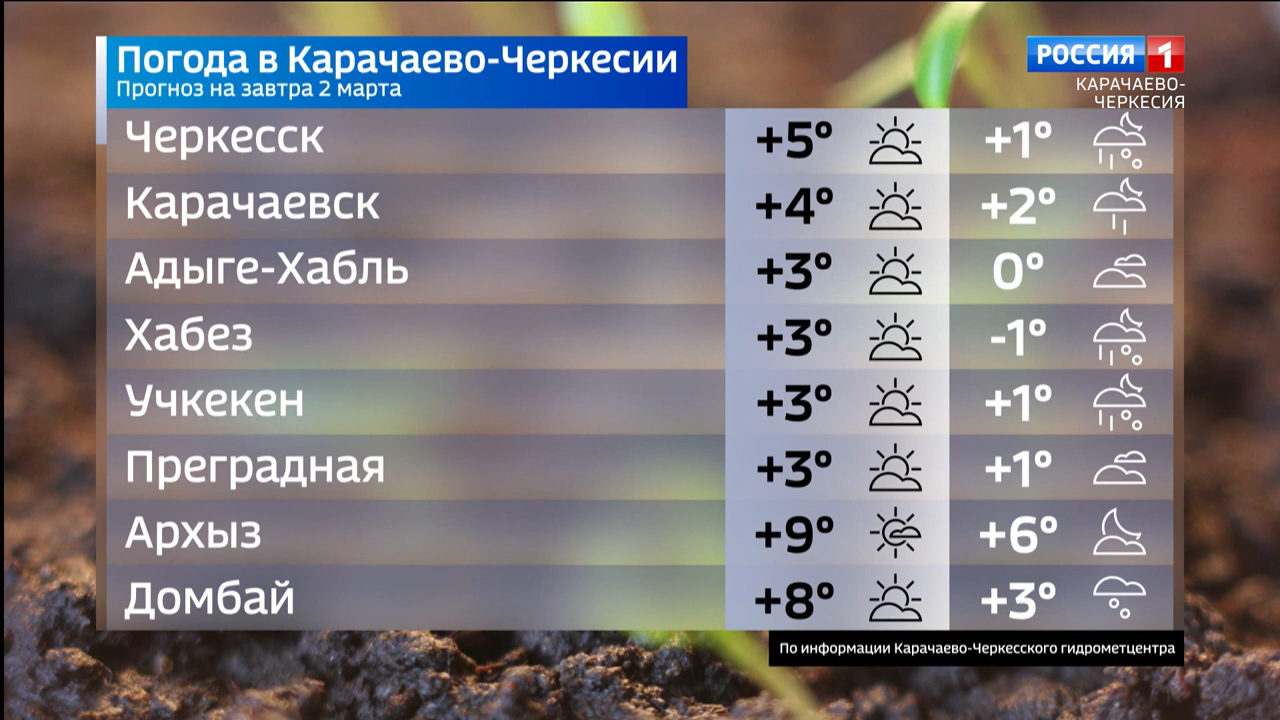 Погода в Карачаево-Черкесии
Прогноз на завтра 2 марта
РОССИЯ 1
КАРАЧАЕВО-
ЧЕРКЕСИЯ
Черкесск +5° +1°
Карачаевск +4° +2°
Адыге-Хабль +3° 0°
Хабез +3° -1°
Учкекен +3° +1°
Преградная +3° +1°
Архыз +9° +6°
Домбай +8° +3°
По информации Карачаево-Черкесского гидрометцентра